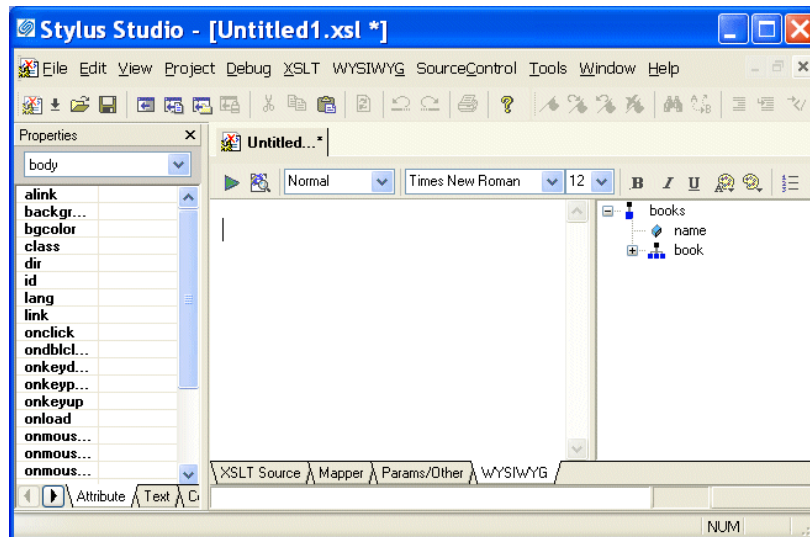 Stylus Studio - [Untitled1.xsl *]
File Edit View Project Debug XSLT WYSIWYG SourceControl Tools Window Help
Properties
Untitled...*
body
Normal Times New Roman 12 B I U
alink
backgr...
bgcolor
class
dir
id
lang
link
onclick
ondblcl...
onkeyd...
onkeyp...
onkeyup
onload
onmous...
onmous...
onmous...
books
name
book
XSLT Source Mapper Params/Other WYSIWYG
Attribute Text
NUM